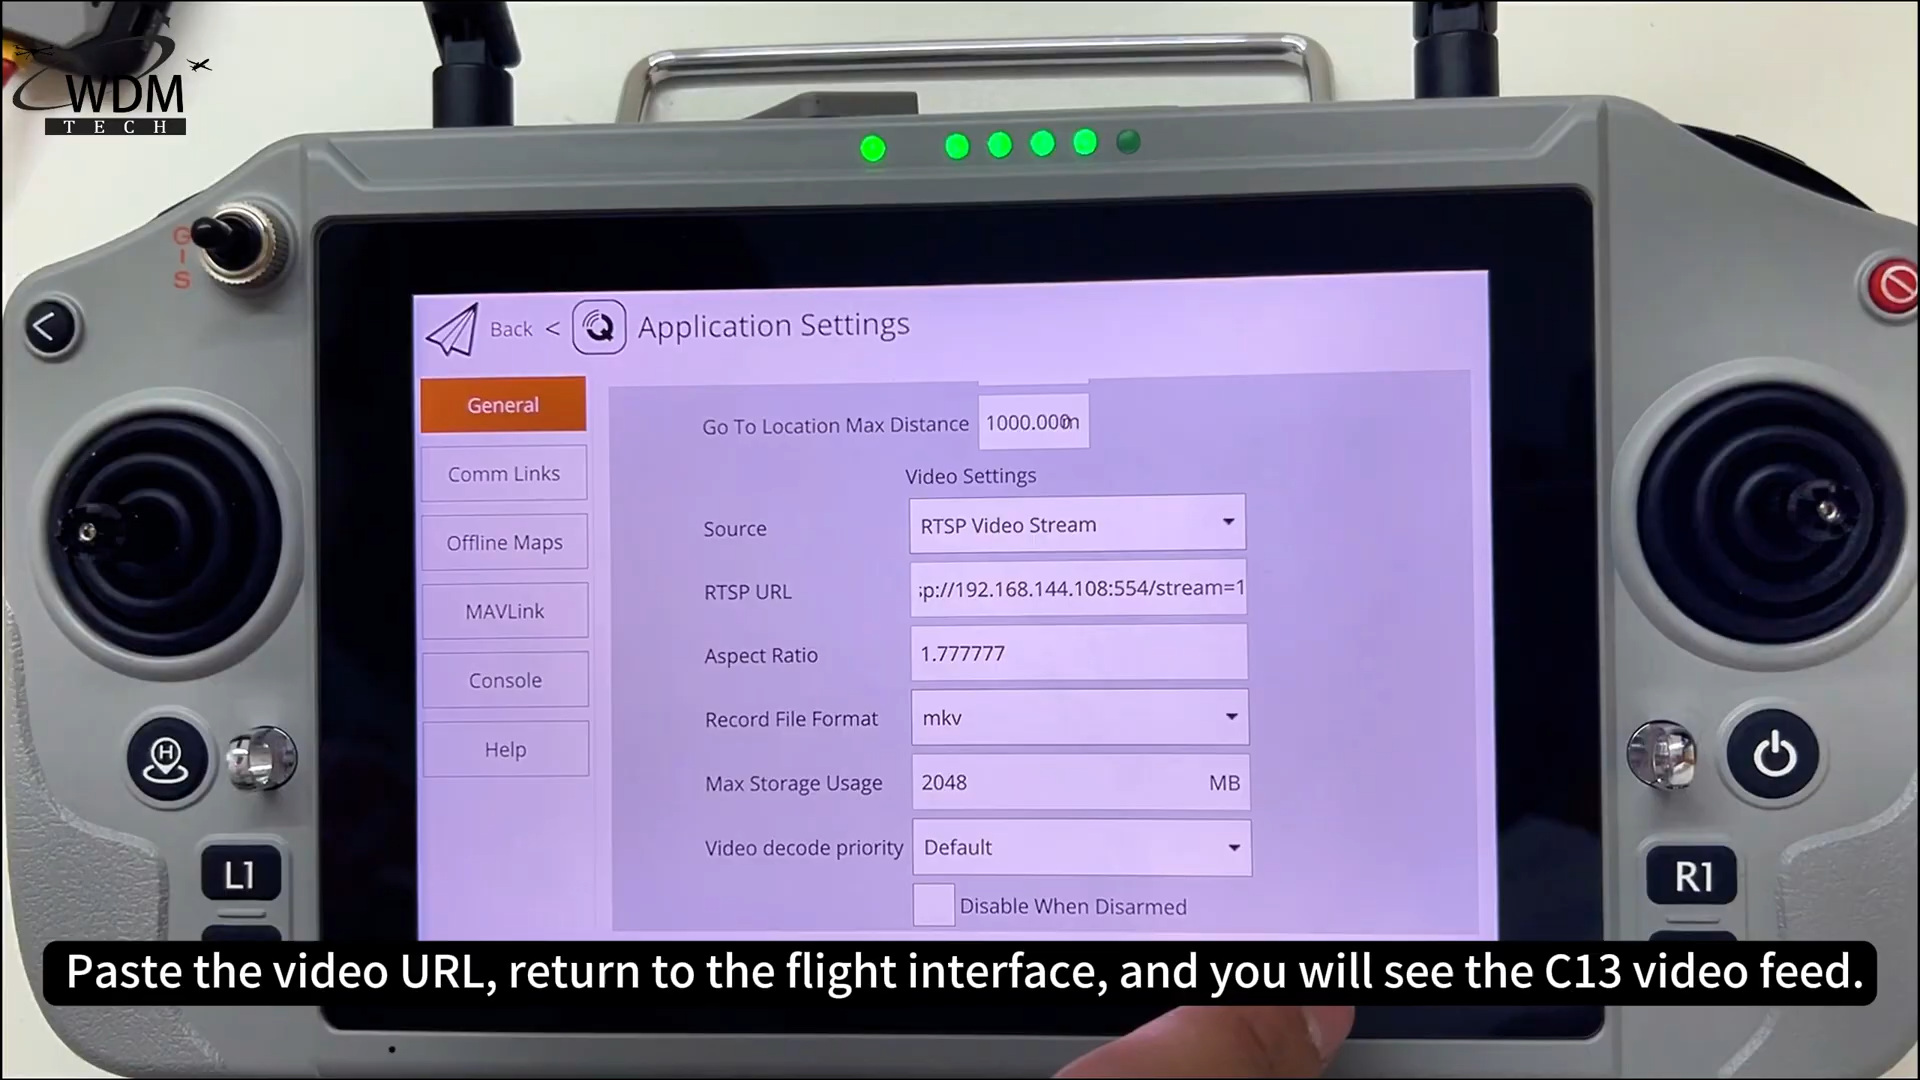 WDM
TECH
G
I
S
Back < Application Settings
General
Comm Links
Offline Maps
MAVLink
Console
Help
Go To Location Max Distance 1000.000m
Video Settings
Source RTSP Video Stream
RTSP URL sp://192.168.144.108:554/stream=1
Aspect Ratio 1.777777
Record File Format mkv
Max Storage Usage 2048 MB
Video decode priority Default
Disable When Disarmed
H
L1
R1
Paste the video URL, return to the flight interface, and you will see the C13 video feed.